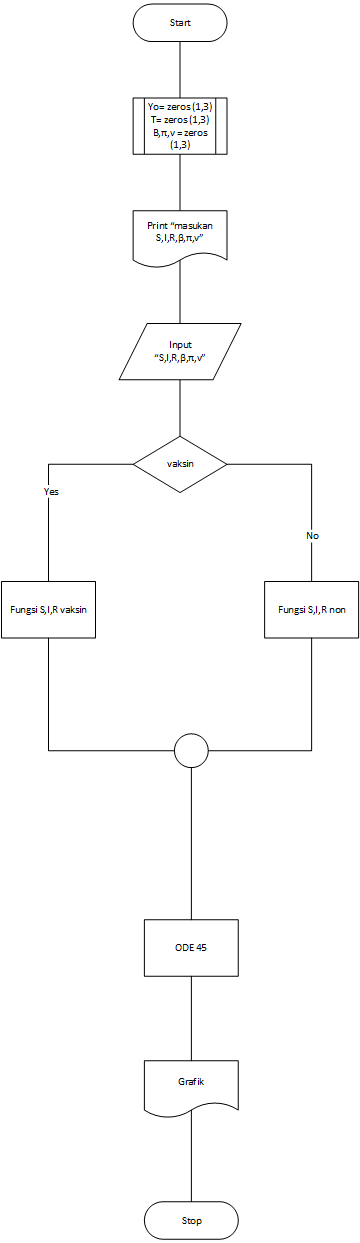 Start
Yo= zeros (1,3)
T= zeros (1,3)
B,π,v = zeros
(1,3)
Print “masukan
S,I,R,β,π,v”
Input
“S,I,R,β,π,v”
vaksin
Yes
No
Fungsi S,I,R vaksin
Fungsi S,I,R non
ODE 45
Grafik
Stop